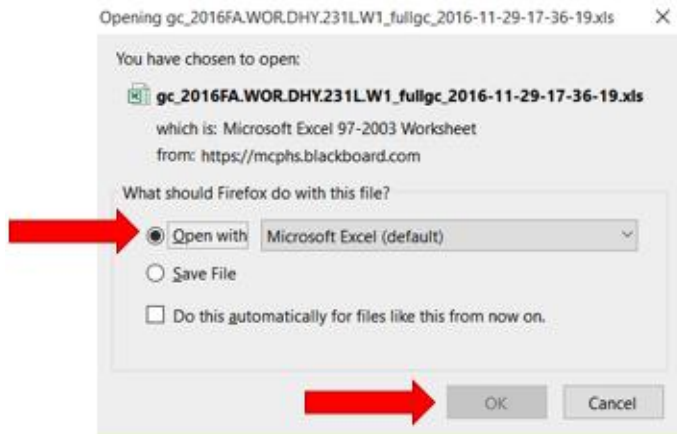 Opening gc_2016FA.WOR.DHY.231L.W1_fullgc_2016-11-29-17-36-19.xls
You have chosen to open:
gc_2016FA.WOR.DHY.231L.W1_fullgc_2016-11-29-17-36-19.xls
which is: Microsoft Excel 97-2003 Worksheet
from: https://mcphs.blackboard.com
What should Firefox do with this file?
Open with Microsoft Excel (default)
Save File
Do this automatically for files like this from now on.
OK Cancel